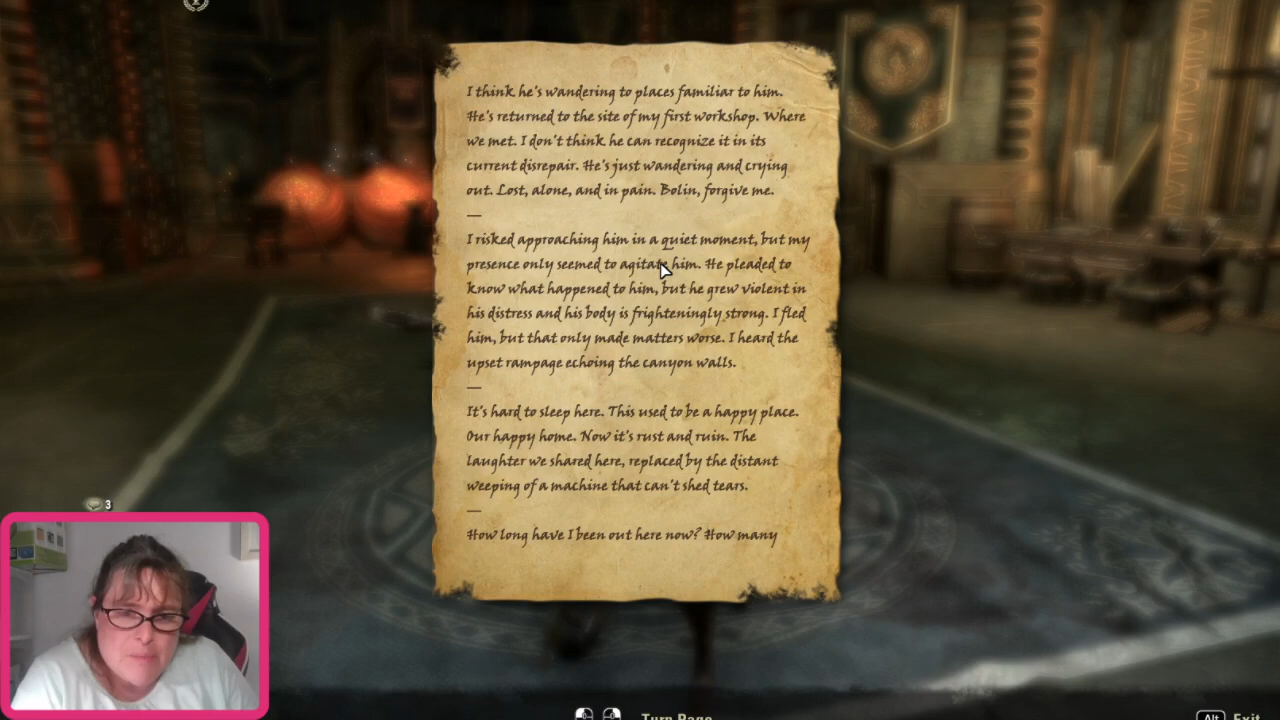 I think he's wandering to places familiar to him.
He's returned to the site of my first workshop. Where
we met. I don't think he can recognize it in its
current disrepair. He's just wandering and crying
out. Lost, alone, and in pain. Bolin, forgive me.
—
I risked approaching him in a quiet moment, but my
presence only seemed to agitate him. He pleaded to
know what happened to him, but he grew violent in
his distress and his body is frighteningly strong. I fled
him, but that only made matters worse. I heard the
upset rampage echoing the canyon walls.
—
It's hard to sleep here. This used to be a happy place.
Our happy home. Now it's rust and ruin. The
laughter we shared here, replaced by the distant
weeping of a machine that can't shed tears.
—
How long have I been out here now? How many
3
Turn Page
Alt Exit